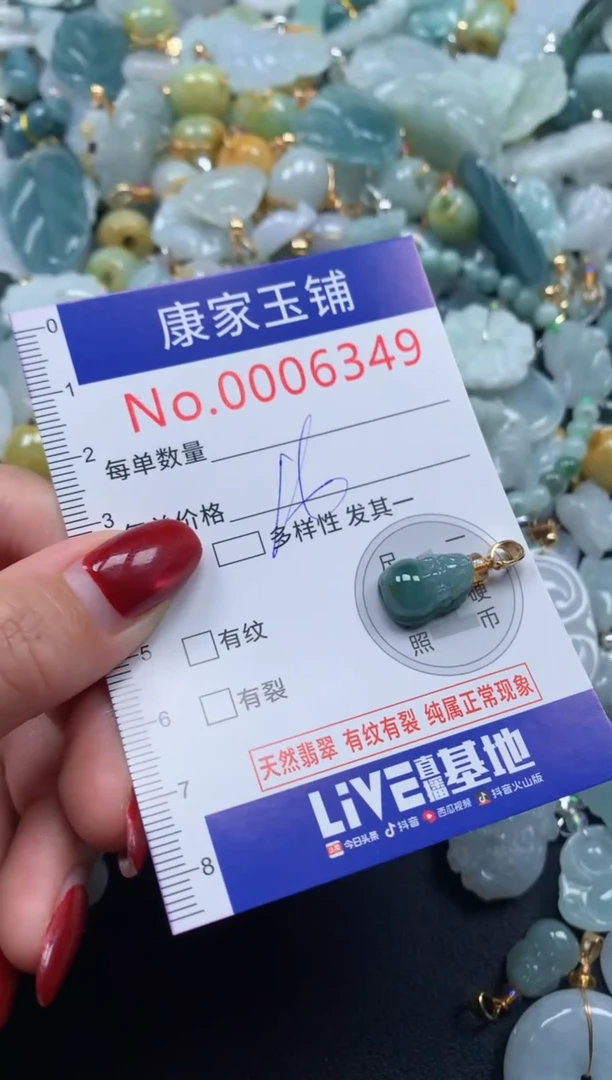 康家玉铺
No.0006349
0
1
2
每单数量
3
价格
多样性 发其一
一
硬
币
照
5
有纹
6
有裂
天然翡翠 有纹有裂 纯属正常现象
7
LiVE直播基地
今日头条 抖音 西瓜视频 抖音火山版
8